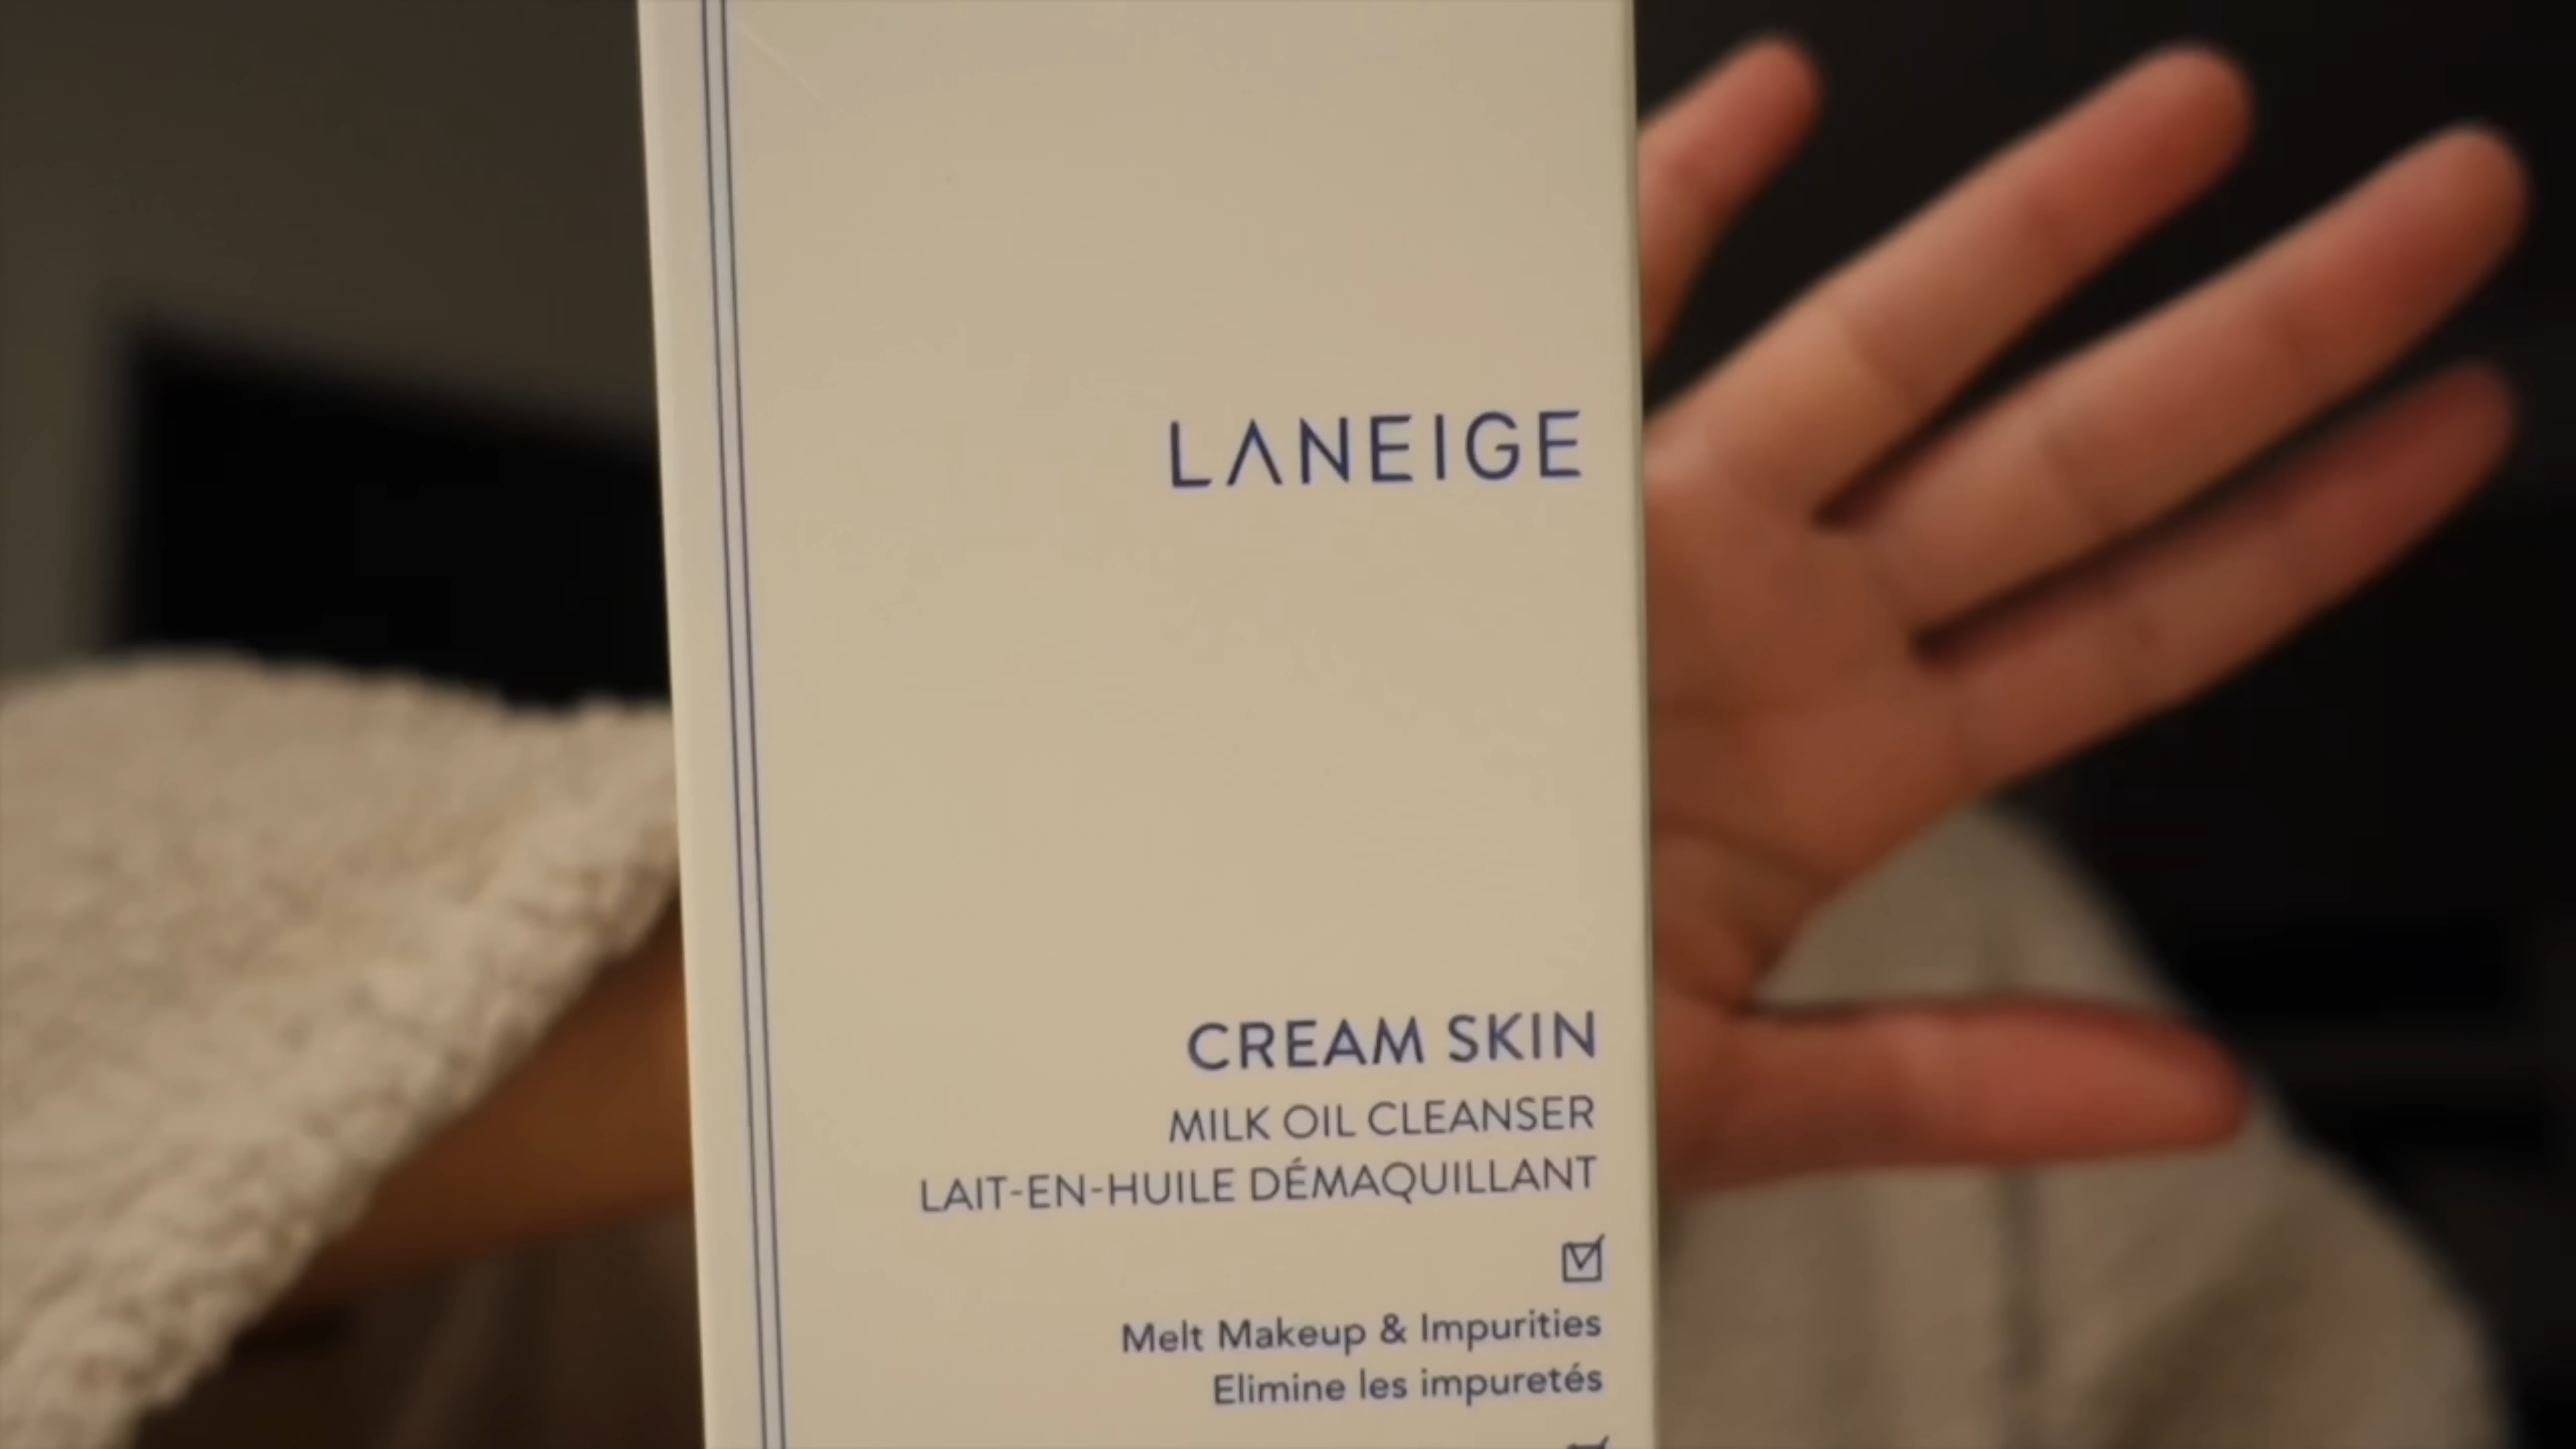 LANEIGE
CREAM SKIN
MILK OIL CLEANSER
LAIT-EN-HUILE DÉMAQUILLANT
Melt Makeup & Impurities
Elimine les impuretés